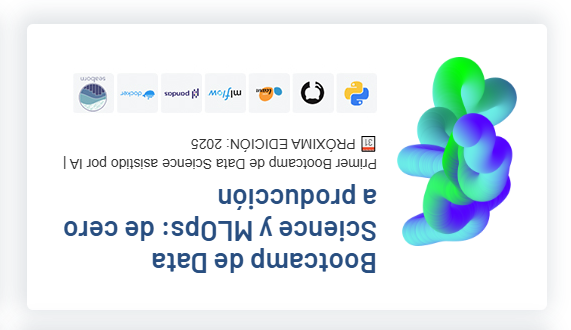 Bootcamp de Data
Science y MLOps: de cero
a producción
Primer Bootcamp de Data Science asistido por IA |
31 PRÓXIMA EDICIÓN: 2025
mlflow
pandas
docker
seaborn